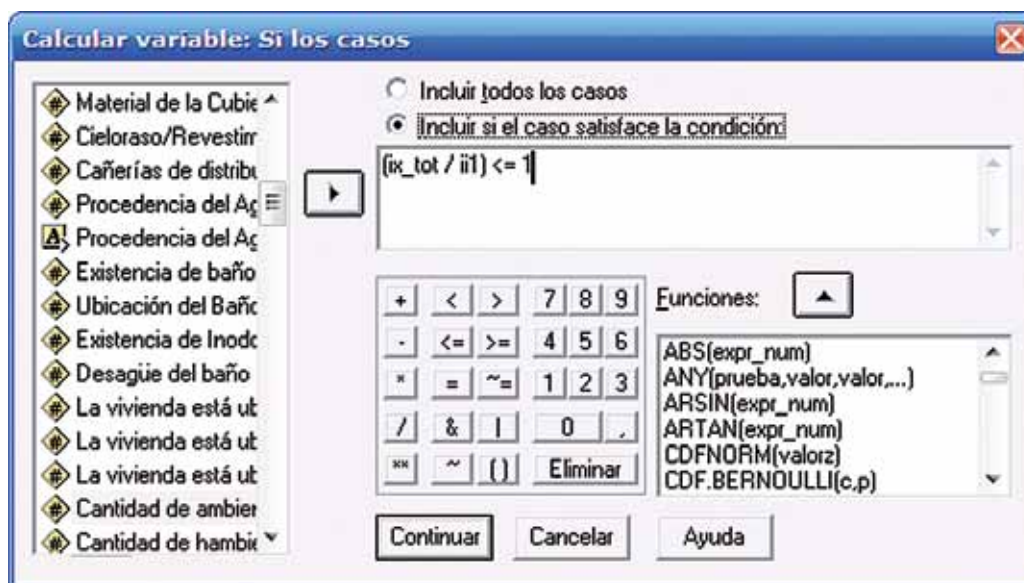 Calcular variable: Si los casos
Material de la Cubie
Cieloraso/Revestim
Cañerías de distribu
Procedencia del Ag
Procedencia del Ag
Existencia de baño
Ubicación del Baño
Existencia de Inodo
Desagüe del baño
La vivienda está ub
La vivienda está ub
La vivienda está ub
Cantidad de ambien
Cantidad de hambie
Incluir todos los casos
Incluir si el caso satisface la condición:
(ix_tot / ii1) <= 1
+ < > 7 8 9
- <= >= 4 5 6
* = ~= 1 2 3
/ & | 0 ,
** ~ () Eliminar
Funciones:
ABS(expr_num)
ANY(prueba,valor,valor,...)
ARSIN(expr_num)
ARTAN(expr_num)
CDFNORM(valorz)
CDF.BERNOULLI(c,p)
Continuar Cancelar Ayuda